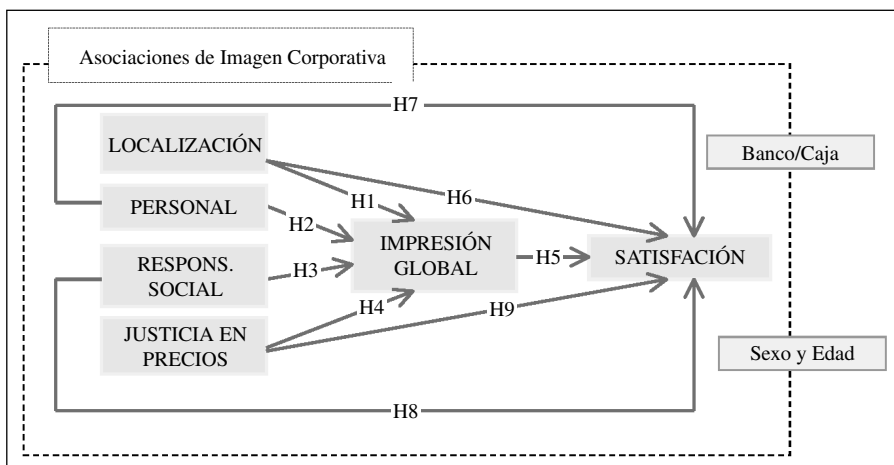 Asociaciones de Imagen Corporativa
H7
LOCALIZACIÓN
Banco/Caja
H1
H6
PERSONAL
H2
IMPRESIÓN
GLOBAL
H5
SATISFACCIÓN
RESPONS.
SOCIAL
H3
H4
H9
JUSTICIA EN
PRECIOS
Sexo y Edad
H8